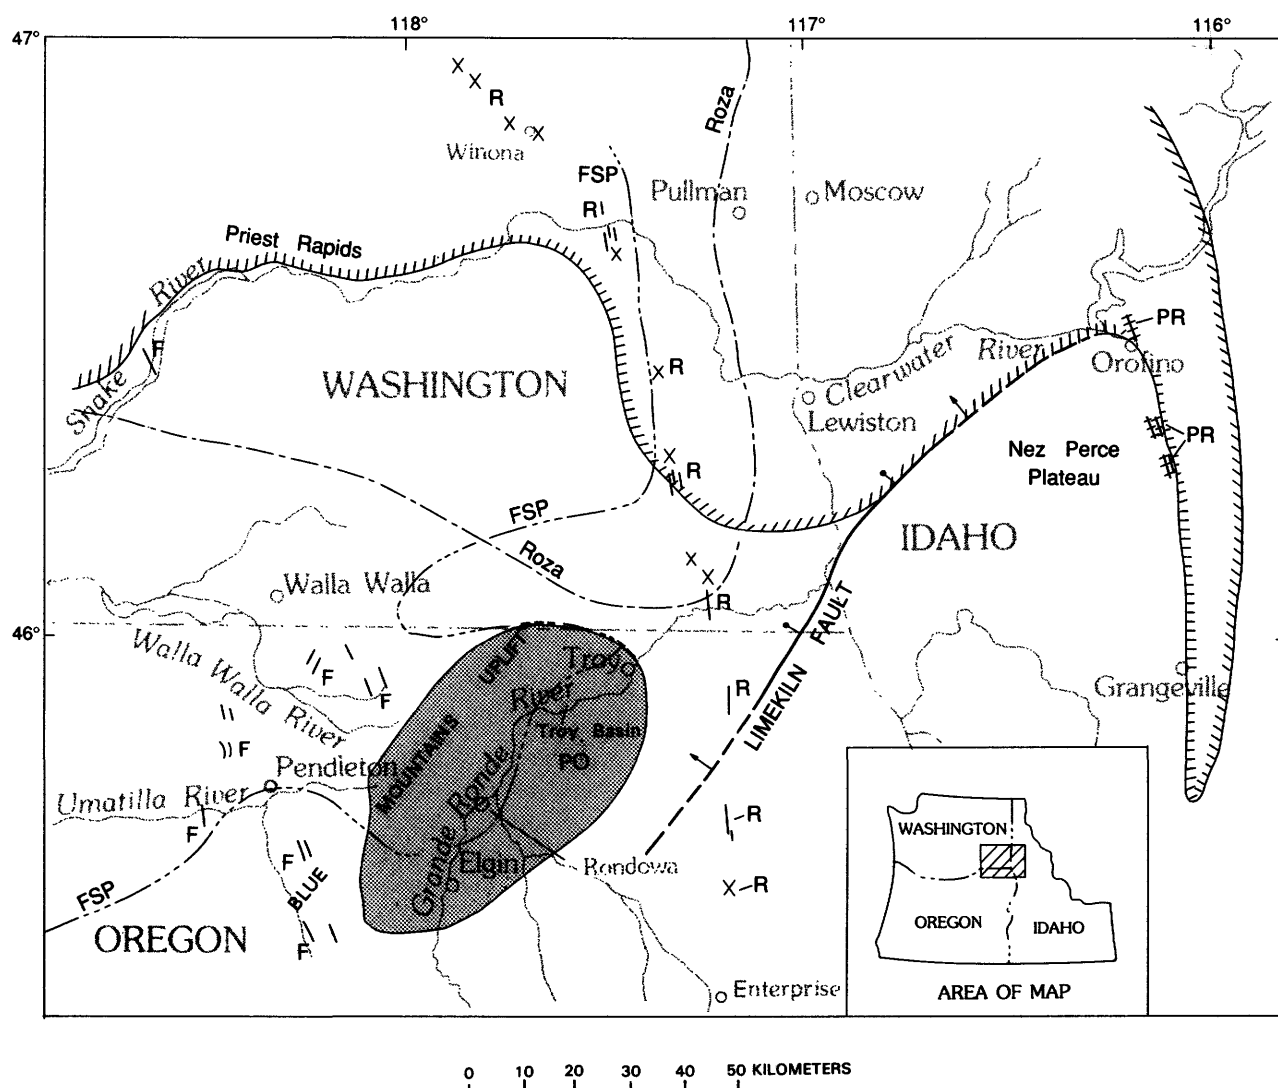 118°
117°
116°
47°
R
Winona
Roza
FSP
R
Pullman
Moscow
Priest Rapids
River
F
Snake
WASHINGTON
R
Clearwater River
PR
Orofino
Lewiston
PR
Nez Perce
Plateau
R
FSP
Roza
IDAHO
Walla Walla
R
46°
Walla Walla River
F
F
UPLIFT
Troy
River
Troy Basin
PO
R
LIMEKILN FAULT
Grangeville
F
MOUNTAINS
Pendleton
Umatilla River
F
Grande Ronde
R
F
BLUE
Elgin
Rondowa
R
FSP
OREGON
F
Enterprise
WASHINGTON
OREGON
IDAHO
AREA OF MAP
0 10 20 30 40 50 KILOMETERS